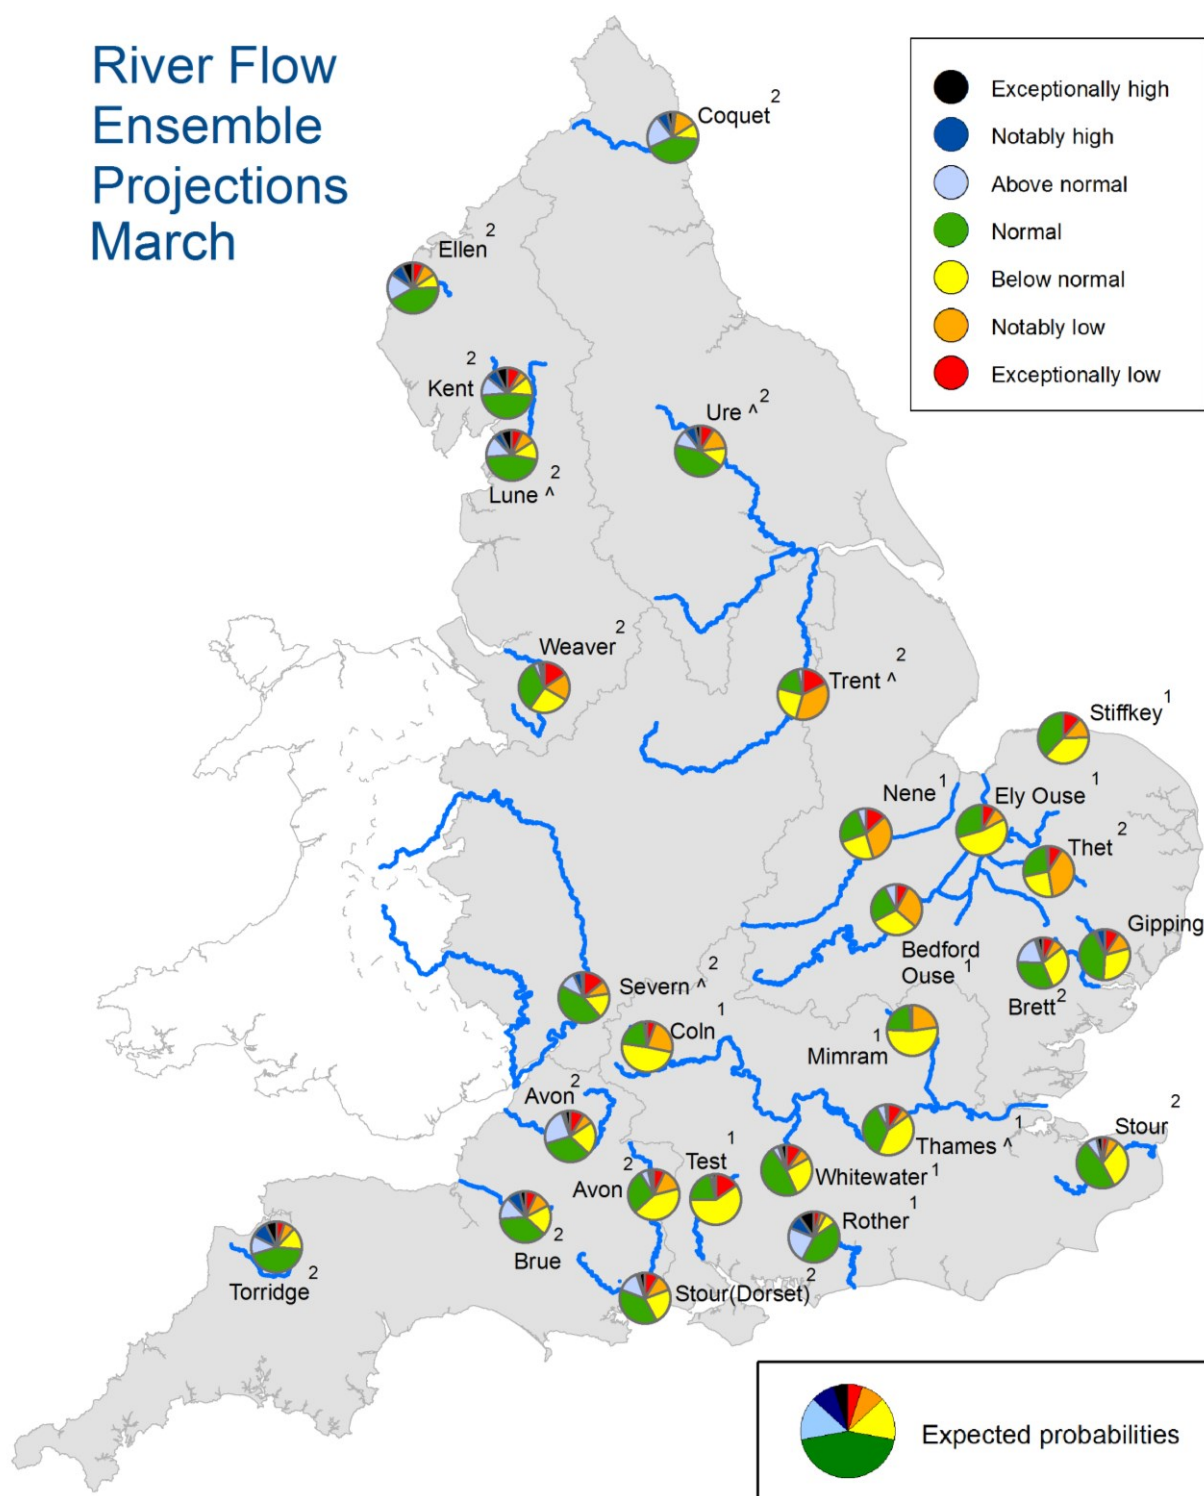 River Flow
Ensemble
Projections
March
Exceptionally high
Notably high
Above normal
Normal
Below normal
Notably low
Exceptionally low
Coquet 2
Ellen 2
Kent 2
Ure ^ 2
Lune ^ 2
Weaver 2
Trent ^ 2
Stiffkey 1
Nene 1
Ely Ouse 1
Thet 2
Gipping
Bedford
Ouse 1
Brett 2
Severn ^ 2
Coln 1
Mimram 1
Avon 2
Thames ^ 1
Stour 2
Test 1
Avon 2
Whitewater 1
Rother 1
Brue 2
Torridge 2
Stour(Dorset) 2
Expected probabilities